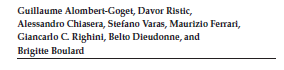 Guillaume Alombert-Goget, Davor Ristic,
Alessandro Chiasera, Stefano Varas, Maurizio Ferrari,
Giancarlo C. Righini, Belto Dieudonne, and
Brigitte Boulard